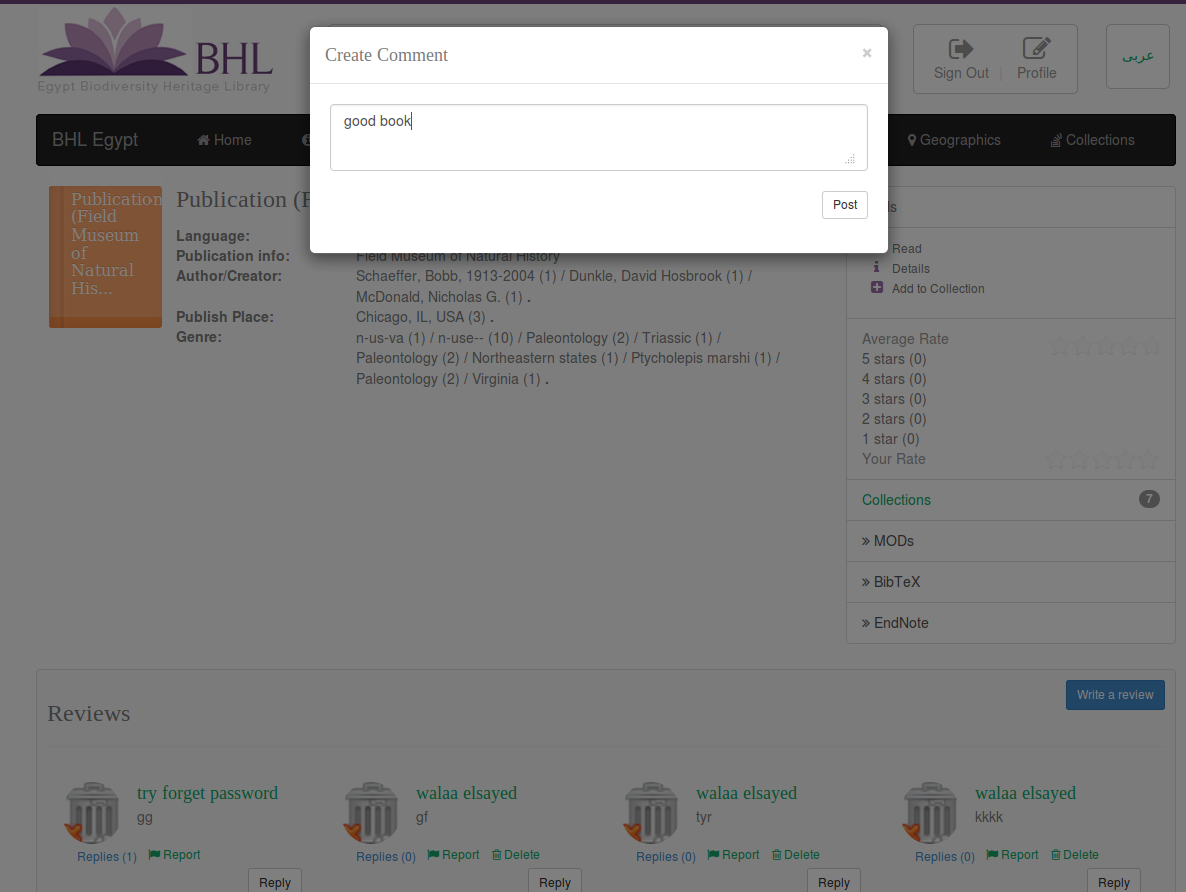 BHL
Egypt Biodiversity Heritage Library
Create Comment
×
good book
Post
Sign Out
Profile
عربى
BHL Egypt
Home
Geographics
Collections
Publication
(Field
Museum
of
Natural
His...
Publication (F
Language:
Publication info:
Field Museum of Natural History
Author/Creator:
Schaeffer, Bobb, 1913-2004 (1) / Dunkle, David Hosbrook (1) /
McDonald, Nicholas G. (1) .
Publish Place:
Chicago, IL, USA (3) .
Genre:
n-us-va (1) / n-use-- (10) / Paleontology (2) / Triassic (1) /
Paleontology (2) / Northeastern states (1) / Ptycholepis marshi (1) /
Paleontology (2) / Virginia (1) .
ls
Read
Details
Add to Collection
Average Rate
5 stars (0)
4 stars (0)
3 stars (0)
2 stars (0)
1 star (0)
Your Rate
Collections 7
» MODs
» BibTeX
» EndNote
Write a review
Reviews
try forget password
gg
Replies (1) Report
Reply
walaa elsayed
gf
Replies (0) Report Delete
Reply
walaa elsayed
tyr
Replies (0) Report Delete
Reply
walaa elsayed
kkkk
Replies (0) Report Delete
Reply